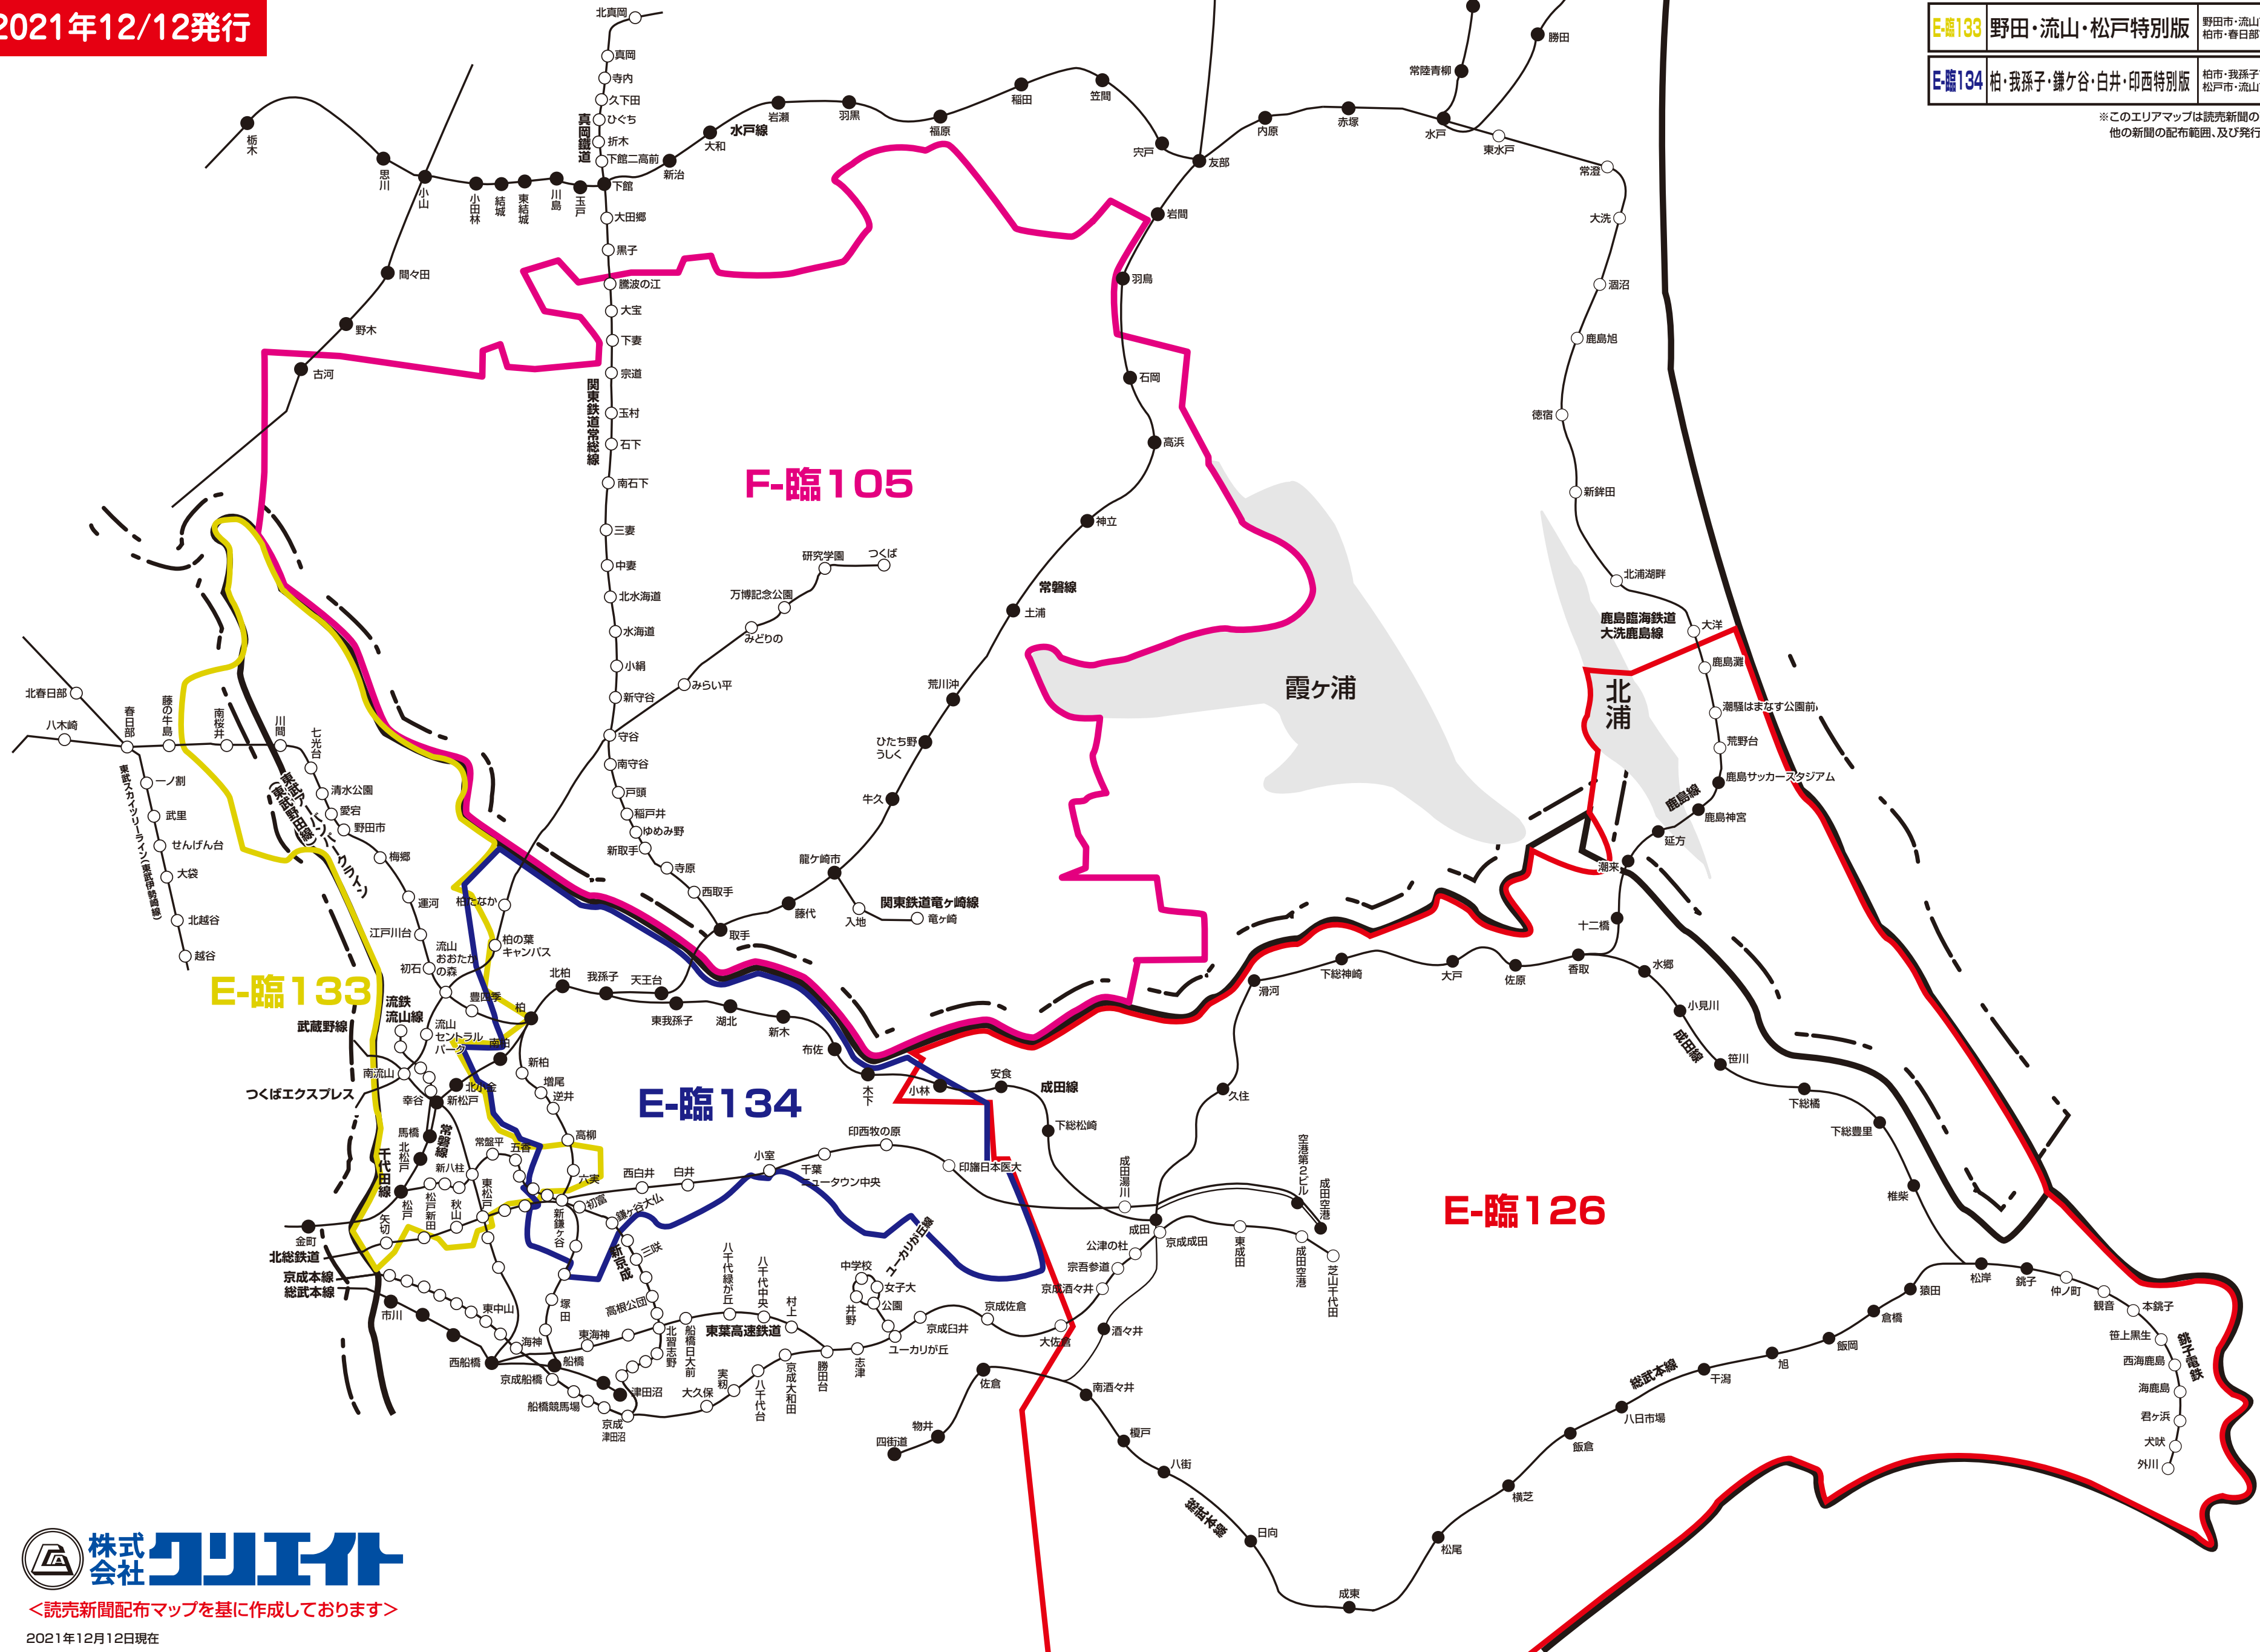 2021年12/12発行
E-臨133
野田・流山・松戸特別版
野田市・流山
柏市・春日部
E-臨134
柏・我孫子・鎌ケ谷・白井・印西特別版
柏市・我孫子
松戸市・流山
※このエリアマップは読売新聞の
他の新聞の配布範囲、及び発行
北真岡
真岡
寺内
久下田
ひぐち
折木
下館二高前
真岡鐵道
下館
栃木
思川
小山
小田林
結城
東結城
川島
玉戸
新治
大和
水戸線
岩瀬
羽黒
福原
稲田
笠間
宍戸
友部
内原
赤塚
水戸
常陸青柳
勝田
東水戸
常澄
大洗
涸沼
鹿島旭
徳宿
新鉾田
北浦湖畔
鹿島臨海鉄道
大洗鹿島線
大洋
鹿島灘
潮騒はまなす公園前
荒野台
鹿島サッカースタジアム
鹿島線
鹿島神宮
延方
潮来
十二橋
間々田
野木
古河
大田郷
黒子
騰波の江
大宝
下妻
宗道
玉村
石下
南石下
三妻
中妻
北水海道
水海道
小絹
新守谷
守谷
南守谷
戸頭
稲戸井
ゆめみ野
新取手
寺原
西取手
取手
関東鉄道常総線
F-臨105
岩間
羽鳥
石岡
高浜
神立
土浦
常磐線
荒川沖
ひたち野
うしく
牛久
龍ケ崎市
藤代
入地
竜ヶ崎
関東鉄道竜ヶ崎線
つくば
研究学園
万博記念公園
みどりの
みらい平
霞ヶ浦
北浦
北春日部
八木崎
春日部
藤の牛島
南桜井
川間
七光台
清水公園
愛宕
野田市
梅郷
運河
江戸川台
初石
東武アーバンパークライン
(東武野田線)
東武スカイツリーライン(東武伊勢崎線)
一ノ割
武里
せんげん台
大袋
北越谷
越谷
E-臨133
流山
おおたか
の森
柏たなか
柏の葉
キャンパス
豊四季
柏
北柏
我孫子
天王台
東我孫子
湖北
新木
布佐
木下
小林
安食
成田線
下総松崎
流鉄
流山線
武蔵野線
流山
セントラル
パーク
南流山
つくばエクスプレス
幸谷
新松戸
北小金
南柏
新柏
増尾
逆井
高柳
六実
馬橋
北松戸
常磐線
千代田線
松戸
常盤平
五香
新八柱
松戸新田
秋山
東松戸
矢切
金町
北総鉄道
京成本線
総武本線
市川
東中山
西船橋
海神
東海神
京成船橋
船橋
船橋競馬場
津田沼
京成
津田沼
塚田
新鎌ヶ谷
初富
鎌ヶ谷大仏
新京成
三咲
高根公団
北習志野
船橋日大前
東葉高速鉄道
八千代緑が丘
八千代中央
村上
大久保
実籾
八千代台
京成大和田
勝田台
志津
ユーカリが丘
ユーカリが丘線
中学校
女子大
公園
井野
京成臼井
京成佐倉
大佐倉
京成酒々井
宗吾参道
公津の杜
京成成田
成田
E-臨134
西白井
白井
小室
千葉
ニュータウン中央
印西牧の原
印旛日本医大
成田湯川
空港第2ビル
成田空港
東成田
成田空港
芝山千代田
滑河
久住
下総神崎
大戸
佐原
香取
水郷
小見川
成田線
笹川
下総橘
下総豊里
椎柴
松岸
銚子
仲ノ町
観音
本銚子
笹上黒生
西海鹿島
海鹿島
君ヶ浜
犬吠
外川
銚子電鉄
E-臨126
猿田
倉橋
飯岡
旭
干潟
総武本線
八日市場
飯倉
横芝
松尾
成東
日向
総武本線
八街
榎戸
南酒々井
酒々井
佐倉
物井
四街道
株式
会社
クリエイト
＜読売新聞配布マップを基に作成しております＞
2021年12月12日現在